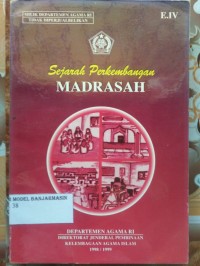 MILIK DEPARTEMEN AGAMA RI
TIDAK DIPERJUALBELIKAN
E.IV
Sejarah Perkembangan
MADRASAH
MODEL BANJARMASIN
DEPARTEMEN AGAMA RI
DIREKTORAT JENDERAL PEMBINAAN
KELEMBAGAAN AGAMA ISLAM
1998 / 1999